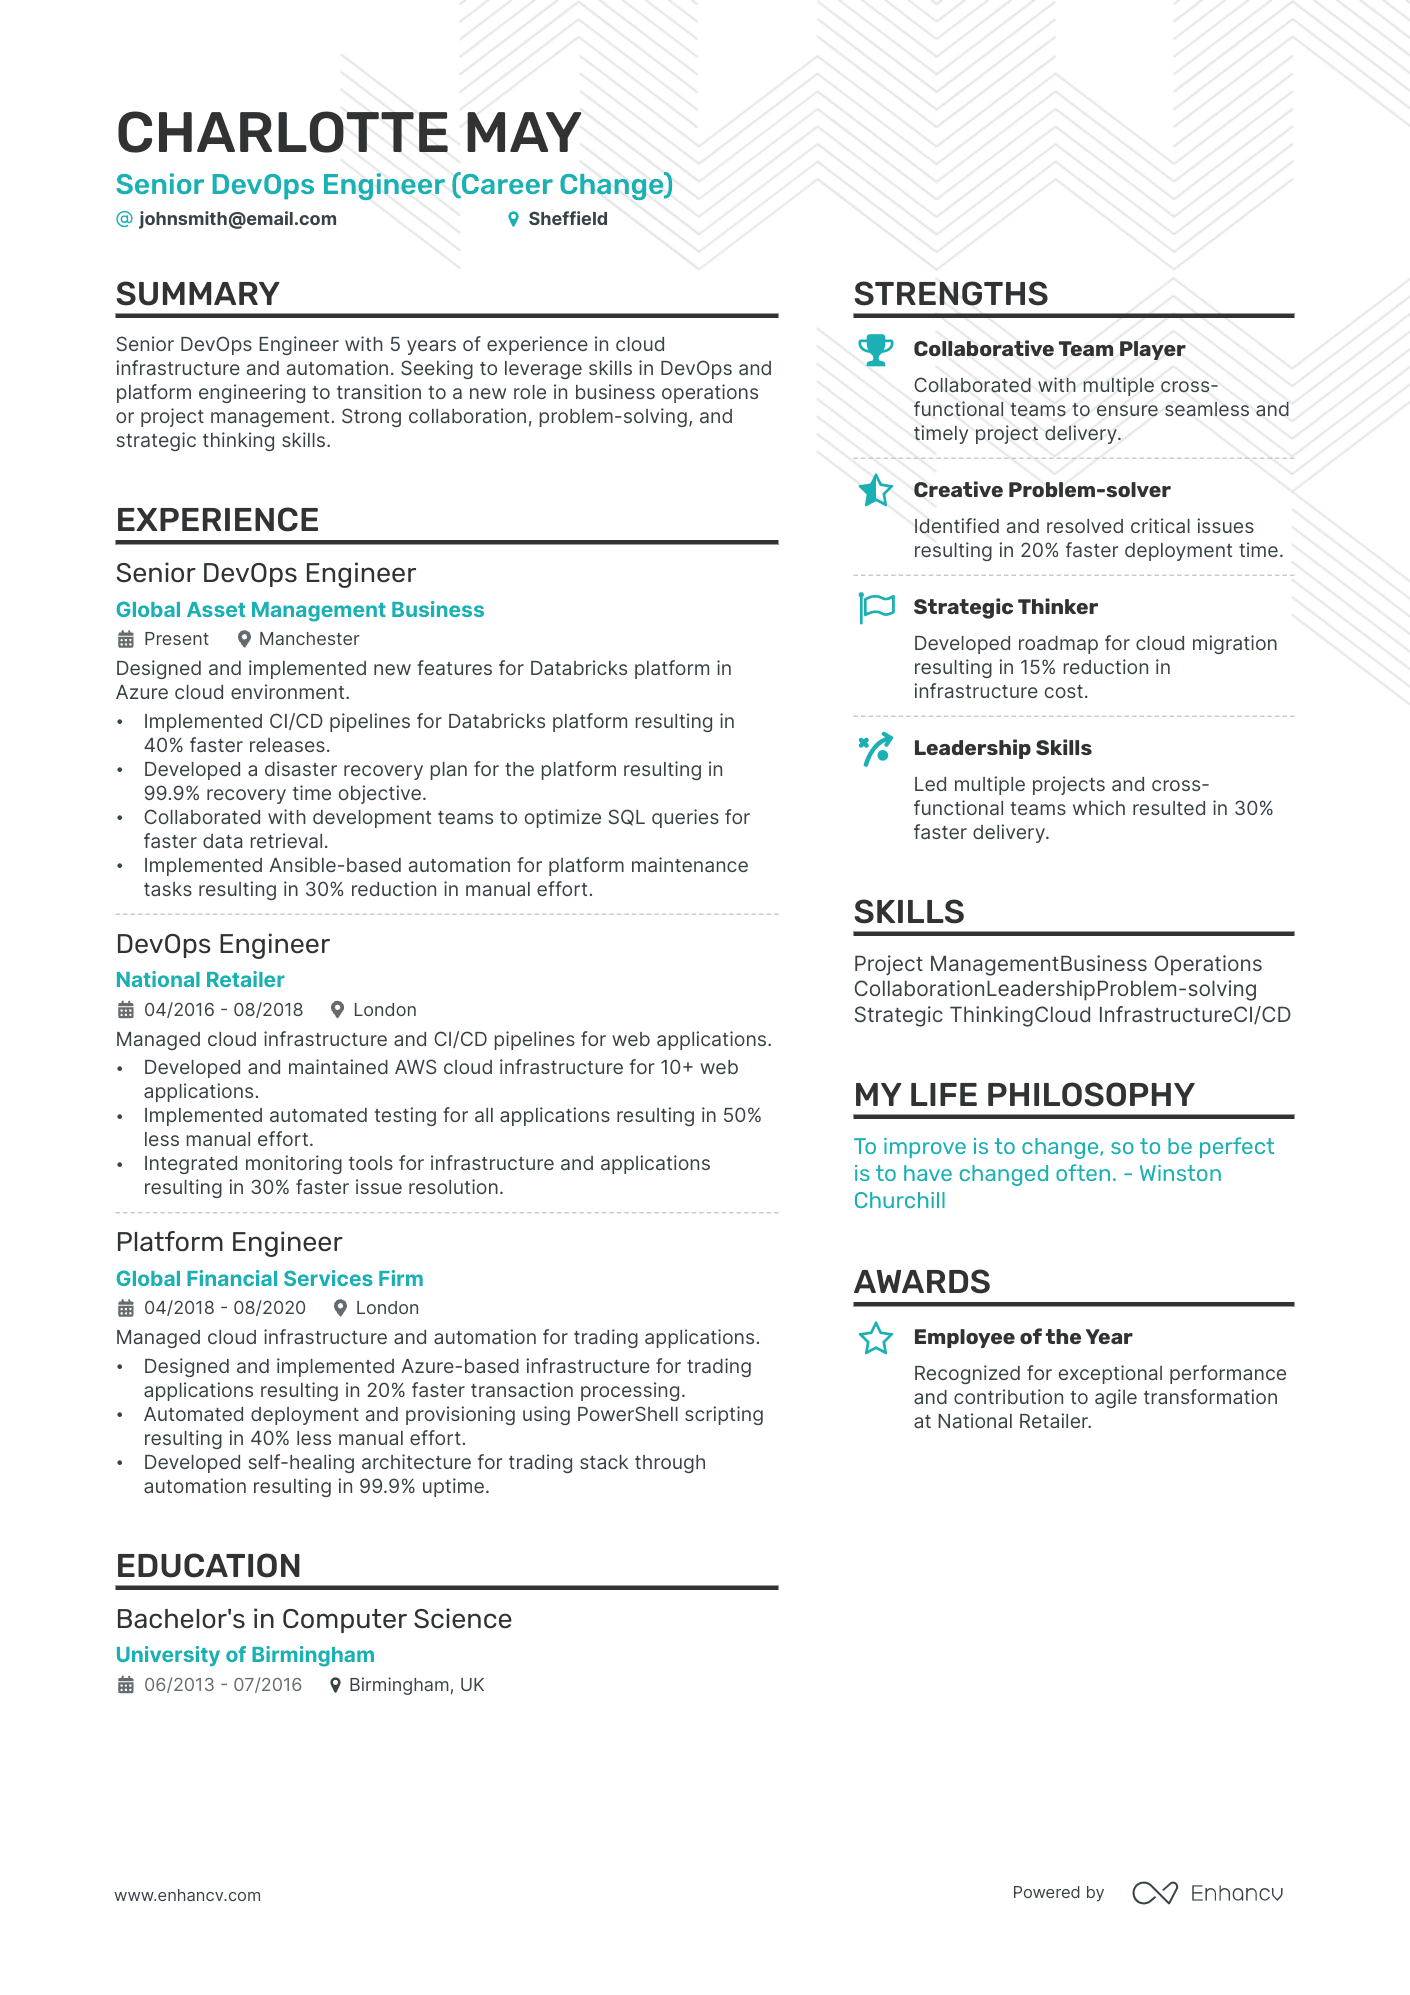 CHARLOTTE MAY
Senior DevOps Engineer (Career Change)
@ johnsmith@email.com Sheffield
SUMMARY
Senior DevOps Engineer with 5 years of experience in cloud
infrastructure and automation. Seeking to leverage skills in DevOps and
platform engineering to transition to a new role in business operations
or project management. Strong collaboration, problem-solving, and
strategic thinking skills.
EXPERIENCE
Senior DevOps Engineer
Global Asset Management Business
Present Manchester
Designed and implemented new features for Databricks platform in
Azure cloud environment.
• Implemented CI/CD pipelines for Databricks platform resulting in
40% faster releases.
• Developed a disaster recovery plan for the platform resulting in
99.9% recovery time objective.
• Collaborated with development teams to optimize SQL queries for
faster data retrieval.
• Implemented Ansible-based automation for platform maintenance
tasks resulting in 30% reduction in manual effort.
DevOps Engineer
National Retailer
04/2016 - 08/2018 London
Managed cloud infrastructure and CI/CD pipelines for web applications.
• Developed and maintained AWS cloud infrastructure for 10+ web
applications.
• Implemented automated testing for all applications resulting in 50%
less manual effort.
• Integrated monitoring tools for infrastructure and applications
resulting in 30% faster issue resolution.
Platform Engineer
Global Financial Services Firm
04/2018 - 08/2020 London
Managed cloud infrastructure and automation for trading applications.
• Designed and implemented Azure-based infrastructure for trading
applications resulting in 20% faster transaction processing.
• Automated deployment and provisioning using PowerShell scripting
resulting in 40% less manual effort.
• Developed self-healing architecture for trading stack through
automation resulting in 99.9% uptime.
EDUCATION
Bachelor's in Computer Science
University of Birmingham
06/2013 - 07/2016 Birmingham, UK
STRENGTHS
Collaborative Team Player
Collaborated with multiple cross-
functional teams to ensure seamless and
timely project delivery.
Creative Problem-solver
Identified and resolved critical issues
resulting in 20% faster deployment time.
Strategic Thinker
Developed roadmap for cloud migration
resulting in 15% reduction in
infrastructure cost.
Leadership Skills
Led multiple projects and cross-
functional teams which resulted in 30%
faster delivery.
SKILLS
Project ManagementBusiness Operations
CollaborationLeadershipProblem-solving
Strategic ThinkingCloud InfrastructureCI/CD
MY LIFE PHILOSOPHY
To improve is to change, so to be perfect
is to have changed often. - Winston
Churchill
AWARDS
Employee of the Year
Recognized for exceptional performance
and contribution to agile transformation
at National Retailer.
www.enhancv.com
Powered by Enhancv